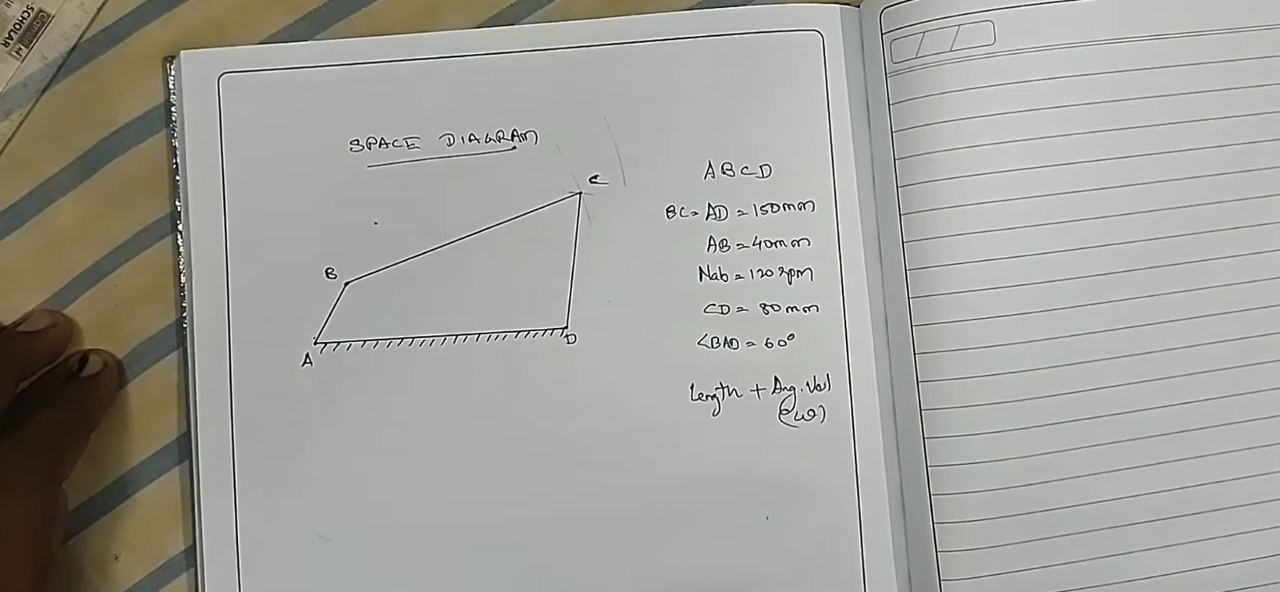 SCHOLAR
SPACE DIAGRAM
C
B
A
D
ABCD
BC = AD = 150mm
AB = 40mm
Nab = 120 rpm
CD = 80mm
∠BAD = 60°
Length + Ang. Vel
(ω)